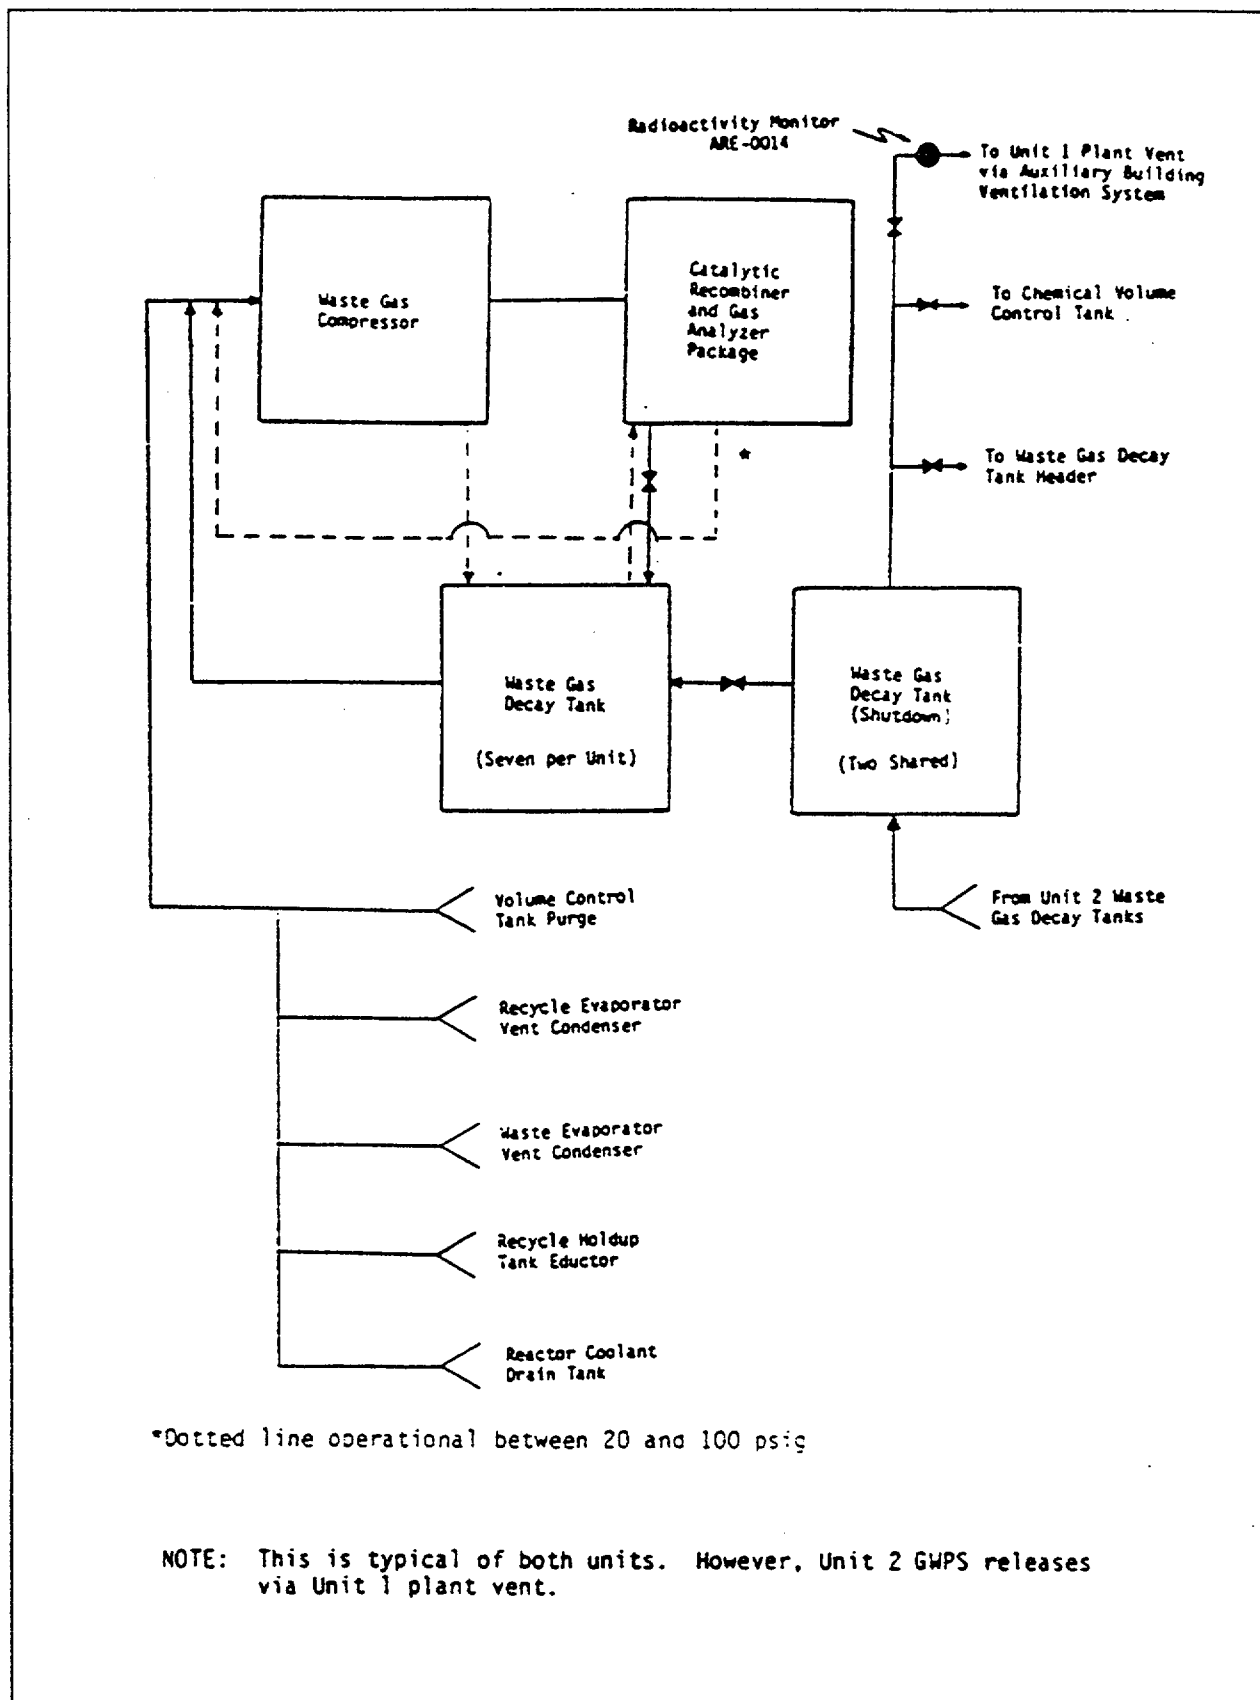 Radioactivity Monitor
ARE-0014
To Unit 1 Plant Vent
via Auxiliary Building
Ventilation System
Waste Gas
Compressor
Catalytic
Recombiner
and Gas
Analyzer
Package
To Chemical Volume
Control Tank
*
To Waste Gas Decay
Tank Header
Waste Gas
Decay Tank
(Seven per Unit)
Waste Gas
Decay Tank
(Shutdown)
(Two Shared)
Volume Control
Tank Purge
From Unit 2 Waste
Gas Decay Tanks
Recycle Evaporator
Vent Condenser
Waste Evaporator
Vent Condenser
Recycle Holdup
Tank Eductor
Reactor Coolant
Drain Tank
*Dotted line operational between 20 and 100 psig
NOTE: This is typical of both units. However, Unit 2 GWPS releases
via Unit 1 plant vent.